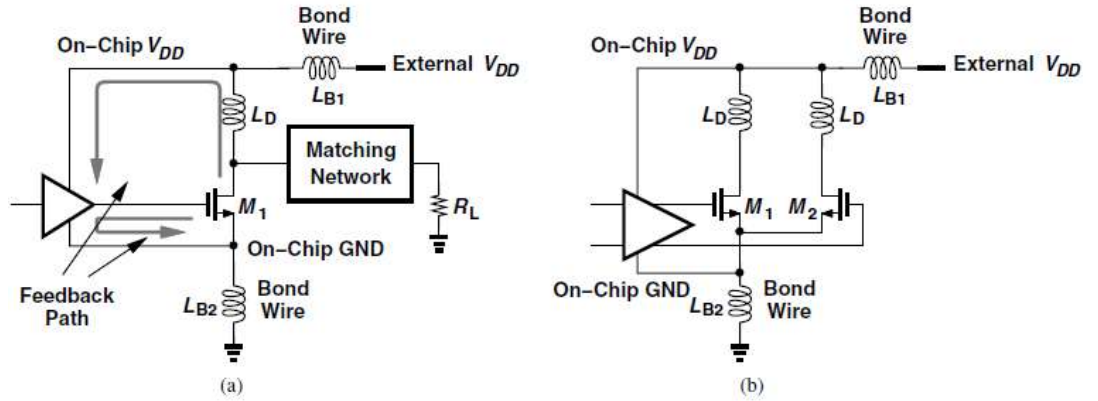 Bond
Wire
On–Chip VDD
External VDD
LB1
LD
Matching
Network
M1
RL
On–Chip GND
Feedback
Path
LB2
Bond
Wire
(a)
Bond
Wire
On–Chip VDD
External VDD
LB1
LD
LD
M1
M2
On–Chip GND
LB2
Bond
Wire
(b)